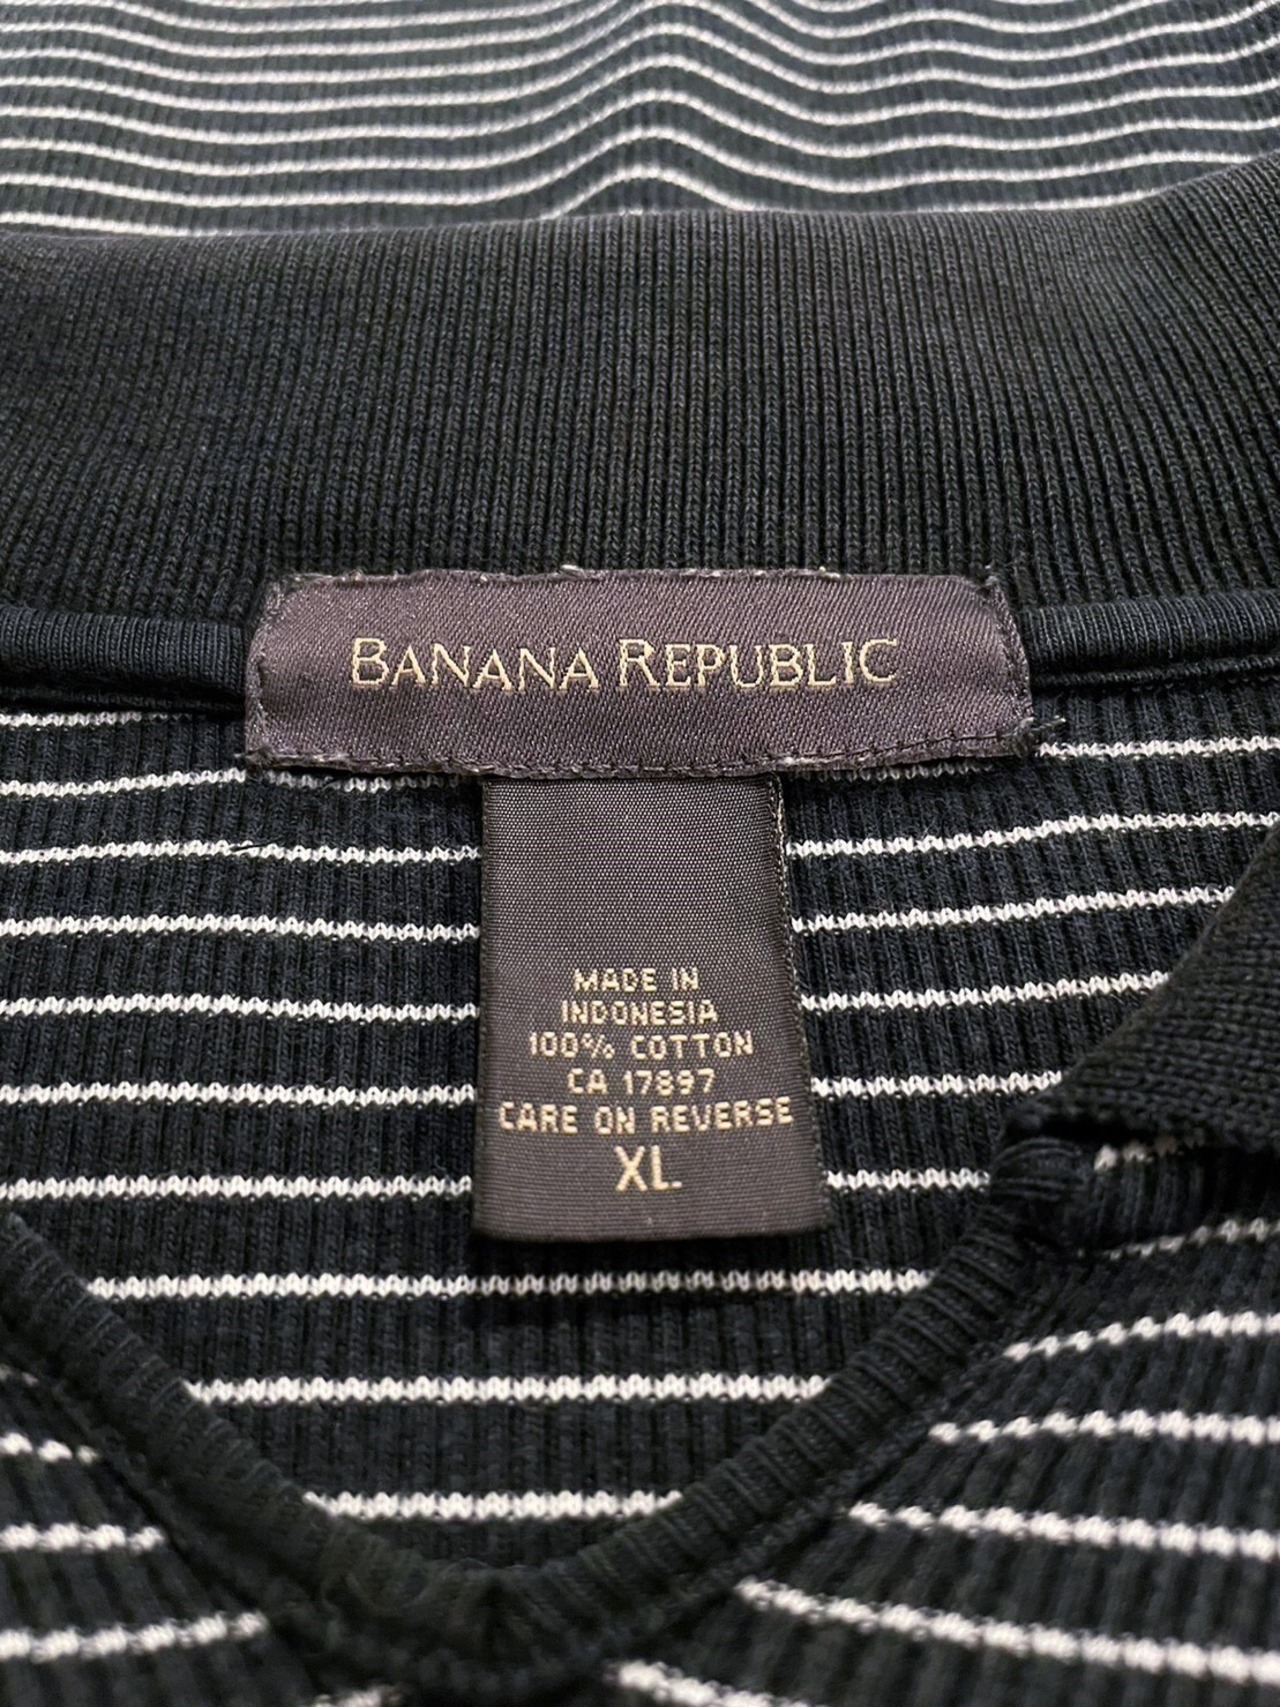 BANANA REPUBLIC
MADE IN
INDONESIA
100% COTTON
CA 17897
CARE ON REVERSE
XL